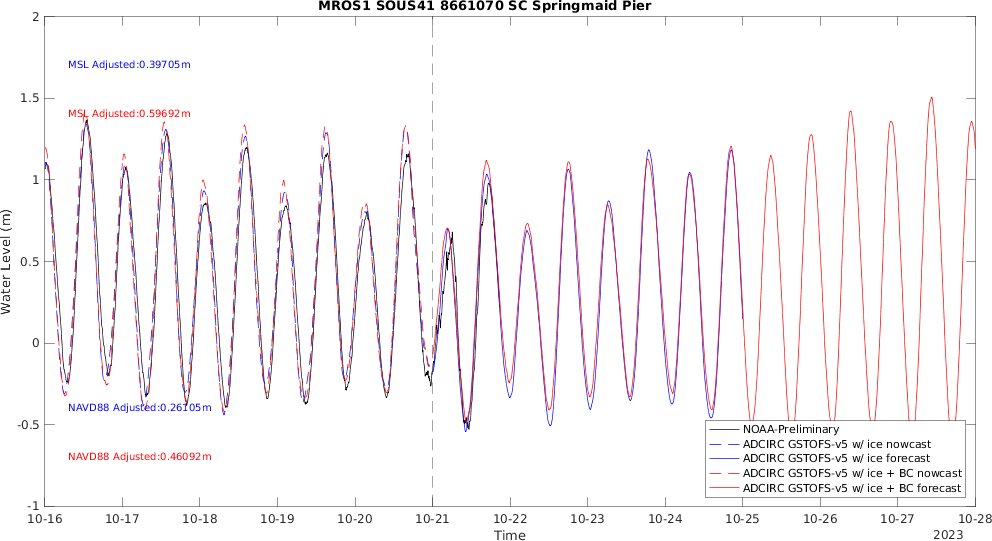 MROS1 SOUS41 8661070 SC Springmaid Pier
2
1.5
1
0.5
0
-0.5
-1
Water Level (m)
MSL Adjusted:0.39705m
MSL Adjusted:0.59692m
NAVD88 Adjusted:0.26105m
NAVD88 Adjusted:0.46092m
NOAA-Preliminary
ADCIRC GSTOFS-v5 w/ ice nowcast
ADCIRC GSTOFS-v5 w/ ice forecast
ADCIRC GSTOFS-v5 w/ ice + BC nowcast
ADCIRC GSTOFS-v5 w/ ice + BC forecast
10-16 10-17 10-18 10-19 10-20 10-21 10-22 10-23 10-24 10-25 10-26 10-27 10-28
Time
2023